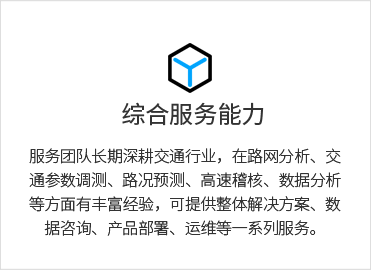 综合服务能力
服务团队长期深耕交通行业，在路网分析、交
通参数调测、路况预测、高速稽核、数据分析
等方面有丰富经验，可提供整体解决方案、数
据咨询、产品部署、运维等一系列服务。